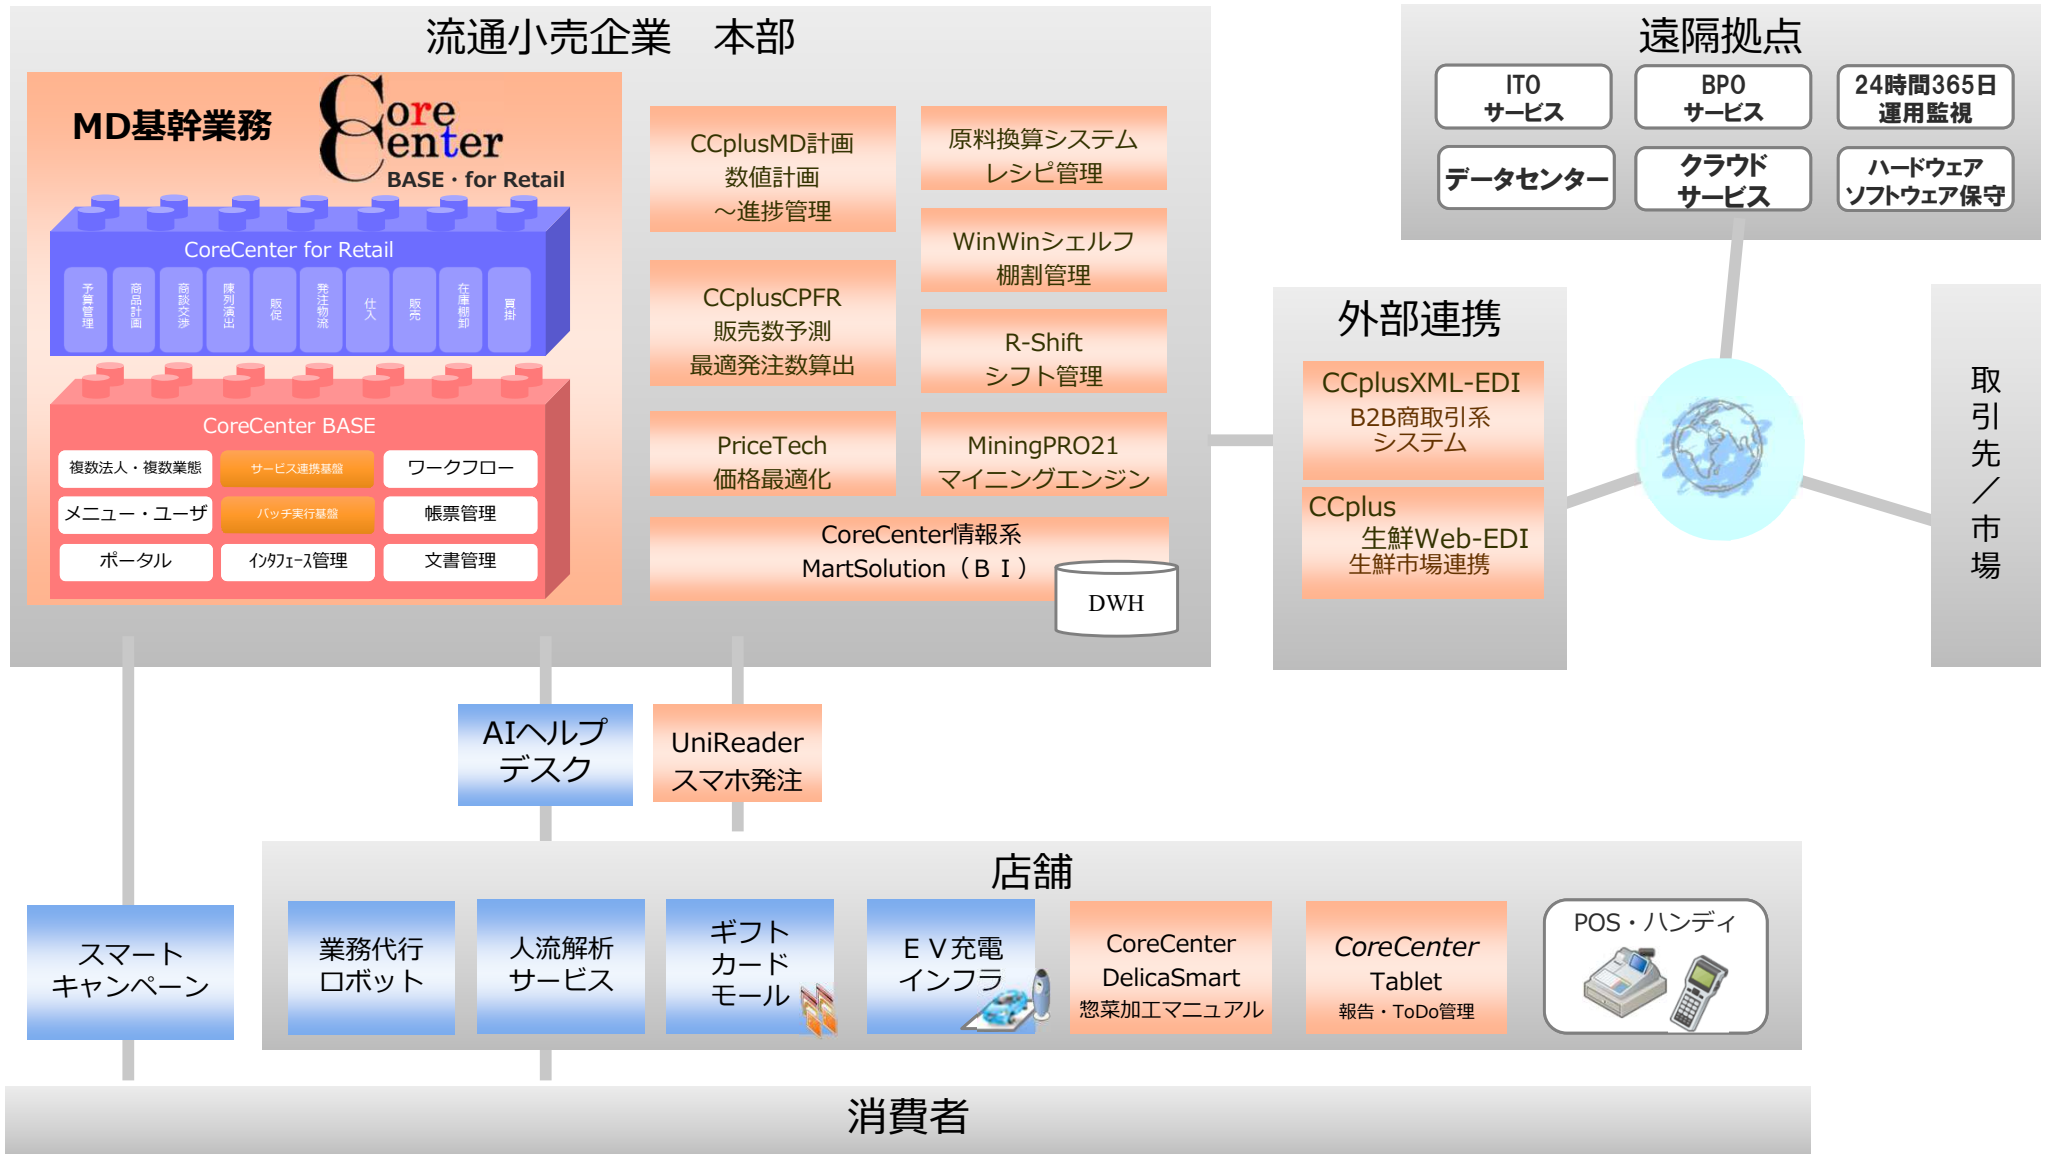 流通小売企業　本部
MD基幹業務
Core
Center
BASE・for Retail
CoreCenter for Retail
予算管理
商品計画
商談交渉
陳列演出
販促
発注物流
仕入
販売
在庫棚卸
買掛
CoreCenter BASE
複数法人・複数業態
サービス連携基盤
ワークフロー
メニュー・ユーザ
バッチ実行基盤
帳票管理
ポータル
インタフェース管理
文書管理
CCplusMD計画
数値計画
～進捗管理
原料換算システム
レシピ管理
WinWinシェルフ
棚割管理
CCplusCPFR
販売数予測
最適発注数算出
R-Shift
シフト管理
PriceTech
価格最適化
MiningPRO21
マイニングエンジン
CoreCenter情報系
MartSolution（ＢＩ）
DWH
外部連携
CCplusXML-EDI
B2B商取引系
システム
CCplus
生鮮Web-EDI
生鮮市場連携
遠隔拠点
ITO
サービス
BPO
サービス
24時間365日
運用監視
データセンター
クラウド
サービス
ハードウェア
ソフトウェア保守
取引先／市場
AIヘルプ
デスク
UniReader
スマホ発注
スマート
キャンペーン
店舗
業務代行
ロボット
人流解析
サービス
ギフト
カード
モール
ＥＶ充電
インフラ
CoreCenter
DelicaSmart
惣菜加工マニュアル
CoreCenter
Tablet
報告・ToDo管理
POS・ハンディ
消費者